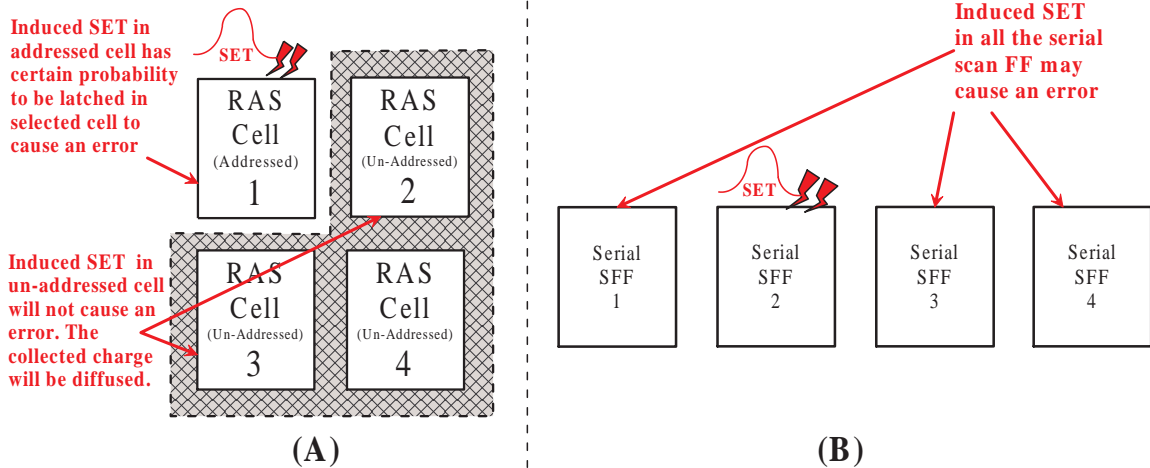 Induced SET in
addressed cell has
certain probability
to be latched in
selected cell to
cause an error
SET
RAS
Cell
(Addressed)
1
RAS
Cell
(Un-Addressed)
2
Induced SET in
un-addressed cell
will not cause an
error. The
collected charge
will be diffused.
RAS
Cell
(Un-Addressed)
3
RAS
Cell
(Un-Addressed)
4
(A)
Induced SET
in all the serial
scan FF may
cause an error
SET
Serial
SFF
1
Serial
SFF
2
Serial
SFF
3
Serial
SFF
4
(B)